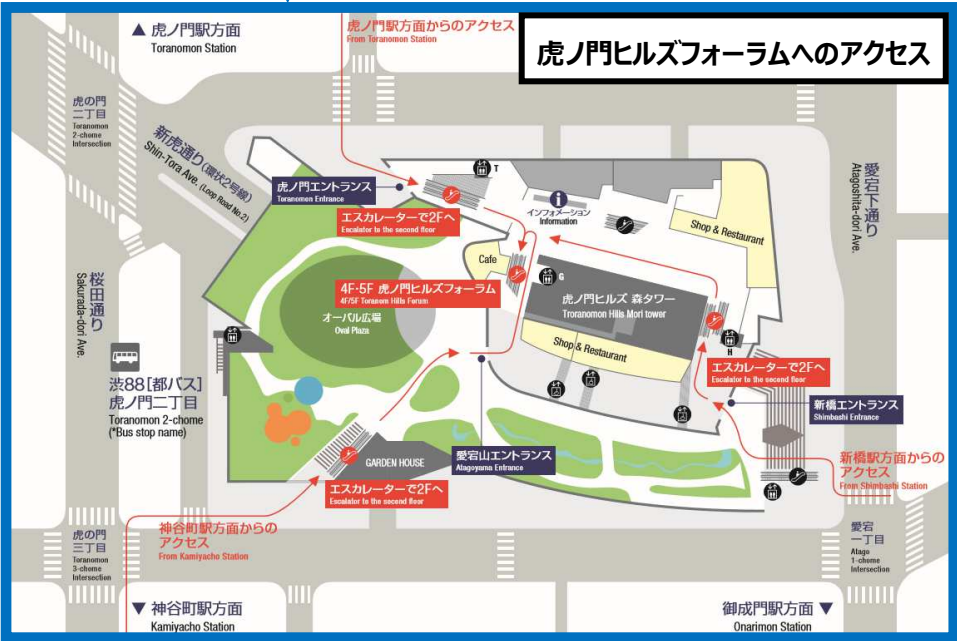 虎ノ門ヒルズフォーラムへのアクセス
▲ 虎ノ門駅方面
Toranomon Station
虎ノ門駅方面からのアクセス
From Toranomon Station
虎の門
二丁目
Toranomon
2-chome
Intersection
新虎通り(環状2号線)
Shin-Tora Ave. (Loop Road No.2)
虎ノ門エントランス
Toranomon Entrance
T
エスカレーターで2Fへ
Escalator to the second floor
インフォメーション
Information
Shop & Restaurant
愛宕下通り
Atagoshita-dori Ave.
Cafe
G
4F・5F 虎ノ門ヒルズフォーラム
4F/5F Toranom Hills Forum
オーバル広場
Oval Plaza
虎ノ門ヒルズ 森タワー
Troranomon Hills Mori tower
Shop & Restaurant
H
エスカレーターで2Fへ
Escalator to the second floor
桜田通り
Sakurada-dori Ave.
渋88[都バス]
虎ノ門二丁目
Toranomon 2-chome
(*Bus stop name)
新橋エントランス
Shimbashi Entrance
愛宕山エントランス
Atagoyama Entrance
GARDEN HOUSE
エスカレーターで2Fへ
Escalator to the second floor
新橋駅方面からの
アクセス
From Shimbashi Station
神谷町駅方面からの
アクセス
From Kamiyacho Station
虎の門
三丁目
Toranomon
3-chome
Intersection
愛宕
一丁目
Atago
1-chome
Intersection
▼ 神谷町駅方面
Kamiyacho Station
御成門駅方面 ▼
Onarimon Station